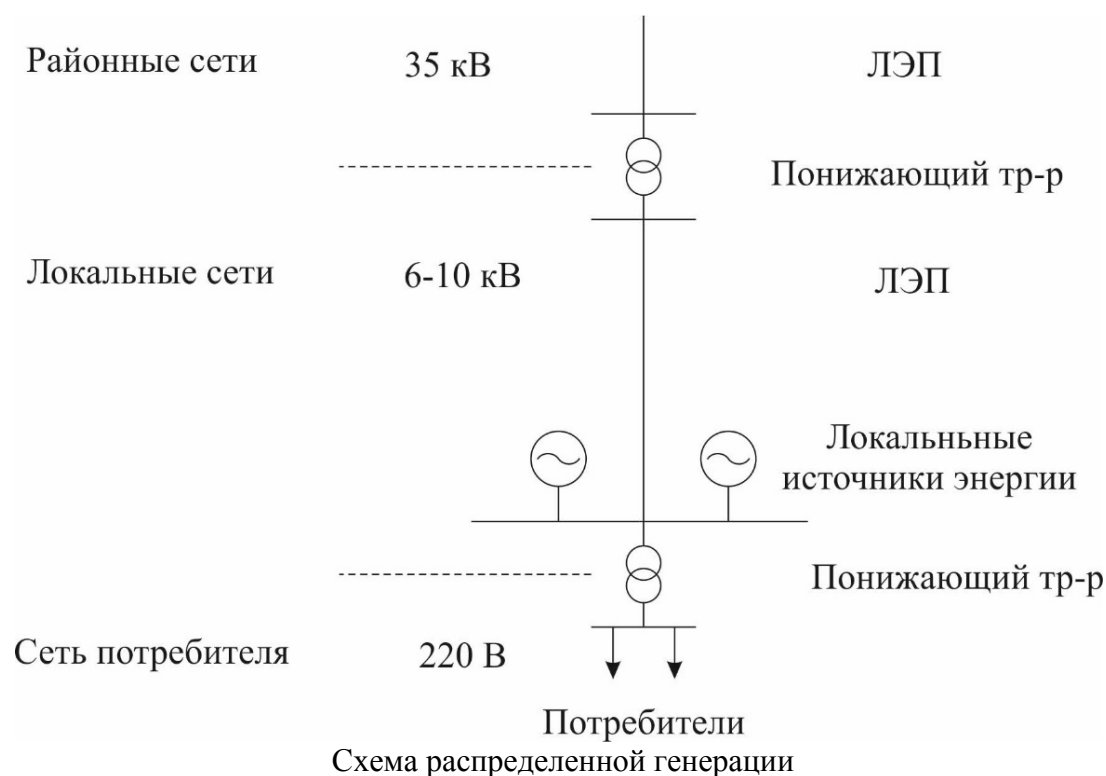 Районные сети 35 кВ ЛЭП
Понижающий тр-р
Локальные сети 6-10 кВ ЛЭП
Локальньные
источники энергии
Понижающий тр-р
Сеть потребителя 220 В
Потребители
Схема распределенной генерации